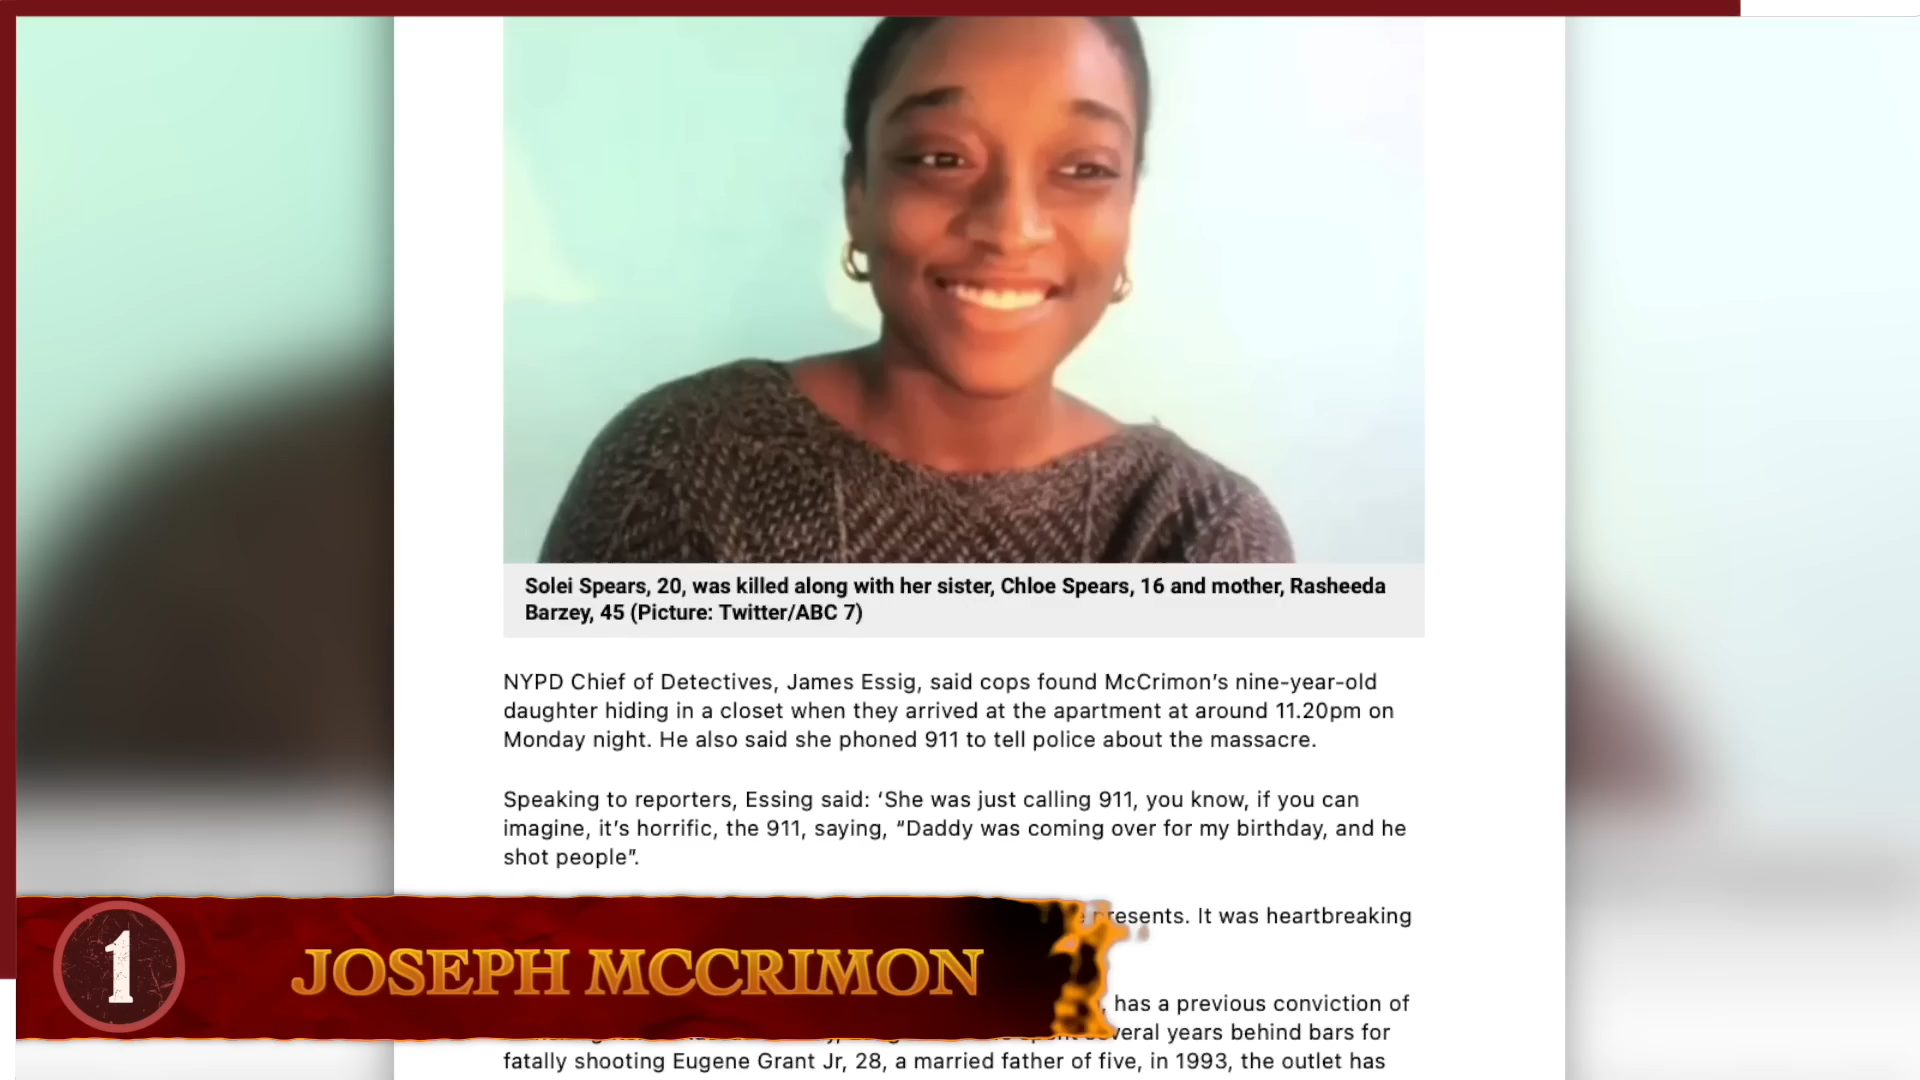 Solei Spears, 20, was killed along with her sister, Chloe Spears, 16 and mother, Rasheeda
Barzey, 45 (Picture: Twitter/ABC 7)
NYPD Chief of Detectives, James Essig, said cops found McCrimon’s nine-year-old
daughter hiding in a closet when they arrived at the apartment at around 11.20pm on
Monday night. He also said she phoned 911 to tell police about the massacre.
Speaking to reporters, Essing said: ‘She was just calling 911, you know, if you can
imagine, it’s horrific, the 911, saying, “Daddy was coming over for my birthday, and he
shot people”.
presents. It was heartbreaking
has a previous conviction of
several years behind bars for
fatally shooting Eugene Grant Jr, 28, a married father of five, in 1993, the outlet has
1
JOSEPH MCCRIMON